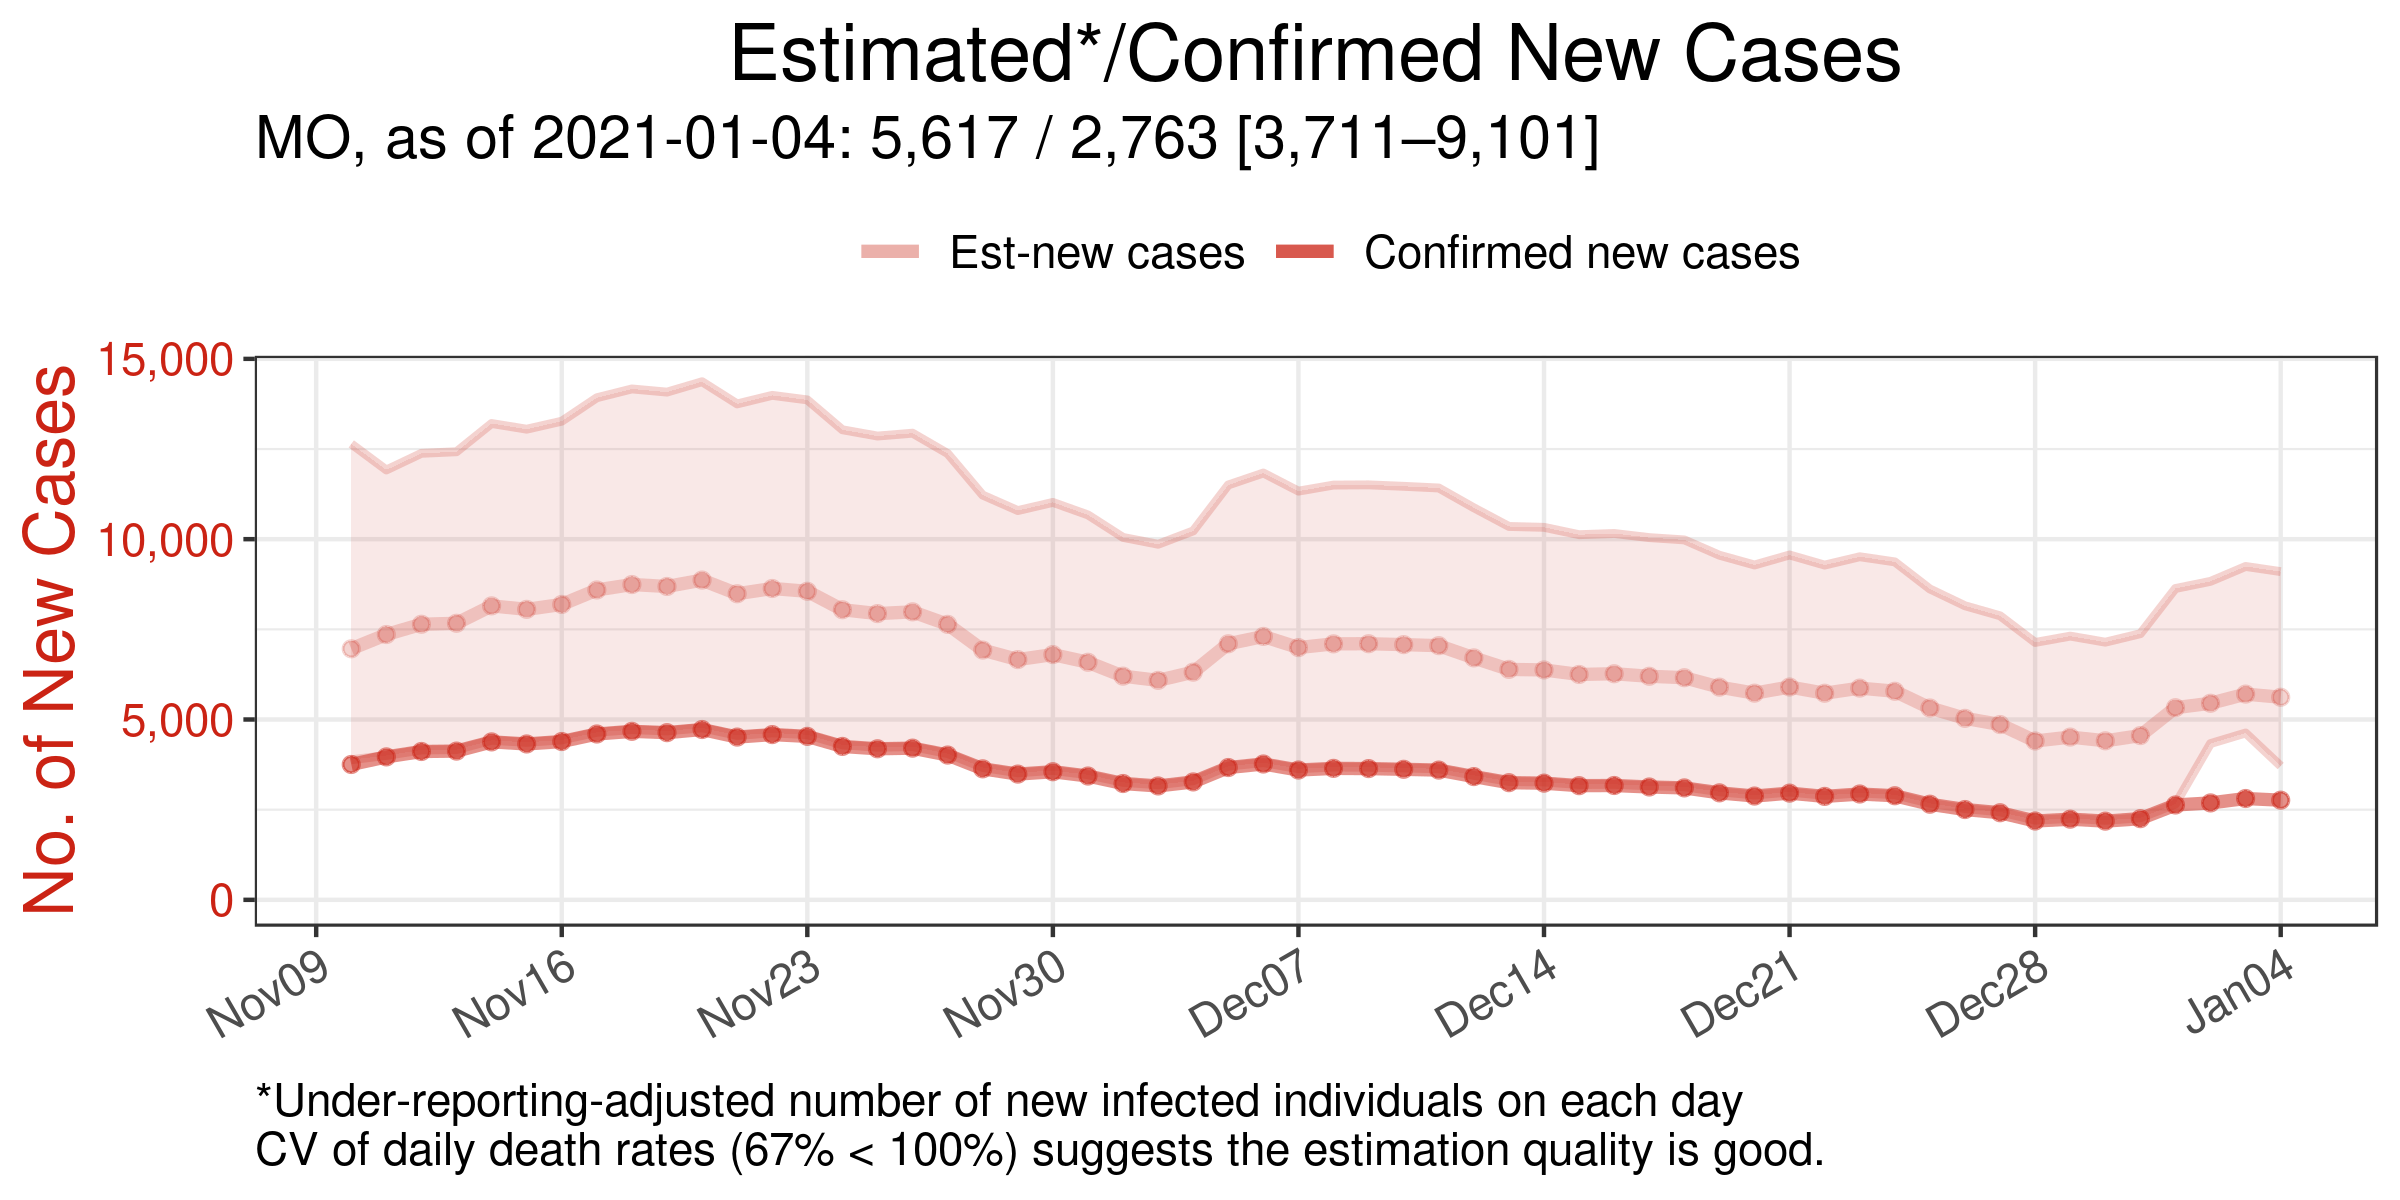 Estimated*/Confirmed New Cases
MO, as of 2021-01-04: 5,617 / 2,763 [3,711–9,101]
Est-new cases
Confirmed new cases
No. of New Cases
15,000
10,000
5,000
0
Nov09
Nov16
Nov23
Nov30
Dec07
Dec14
Dec21
Dec28
Jan04
*Under-reporting-adjusted number of new infected individuals on each day
CV of daily death rates (67% < 100%) suggests the estimation quality is good.